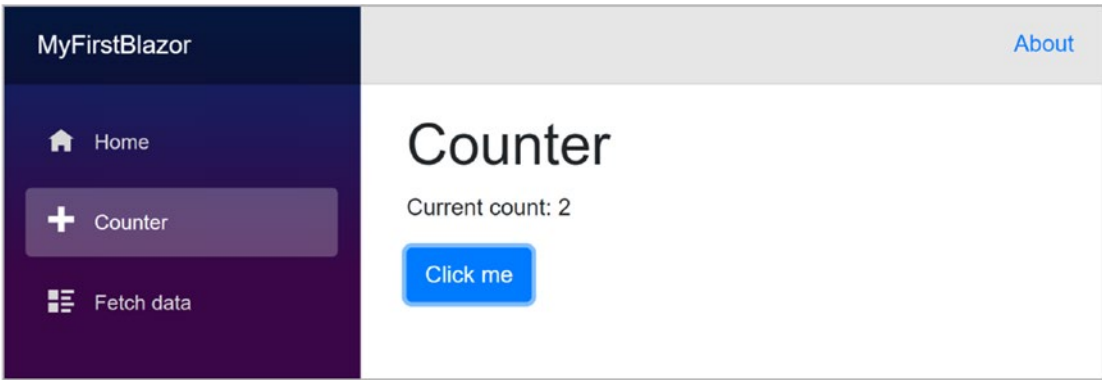 MyFirstBlazor
About
Home
Counter
Fetch data
Counter
Current count: 2
Click me